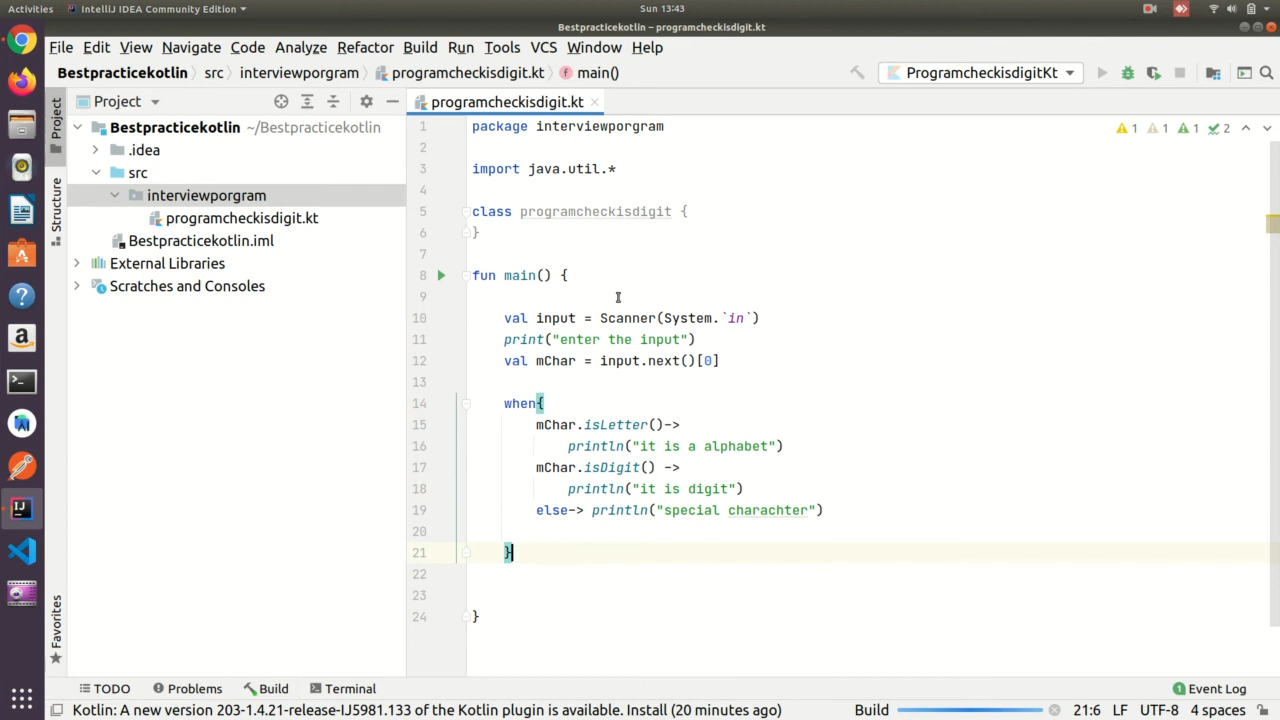 Activities IntelliJ IDEA Community Edition Sun 13:43
Bestpracticekotlin – programcheckisdigit.kt
File Edit View Navigate Code Analyze Refactor Build Run Tools VCS Window Help
Bestpracticekotlin src interviewporgram programcheckisdigit.kt main() ProgramcheckisdigitKt
Project
Project
programcheckisdigit.kt
Bestpracticekotlin ~/Bestpracticekotlin
.idea
src
interviewporgram
programcheckisdigit.kt
Bestpracticekotlin.iml
External Libraries
Scratches and Consoles
Structure
Favorites
1 package interviewporgram
1 1 1 2
2
3 import java.util.*
4
5 class programcheckisdigit {
6 }
7
8 fun main() {
9
10 val input = Scanner(System.`in`)
11 print("enter the input")
12 val mChar = input.next()[0]
13
14 when{
15 mChar.isLetter()->
16 println("it is a alphabet")
17 mChar.isDigit() ->
18 println("it is digit")
19 else-> println("special charachter")
20
21 }
22
23
24 }
TODO Problems Build Terminal 1 Event Log
Kotlin: A new version 203-1.4.21-release-IJ5981.133 of the Kotlin plugin is available. Install (20 minutes ago) Build 21:6 LF UTF-8 4 spaces